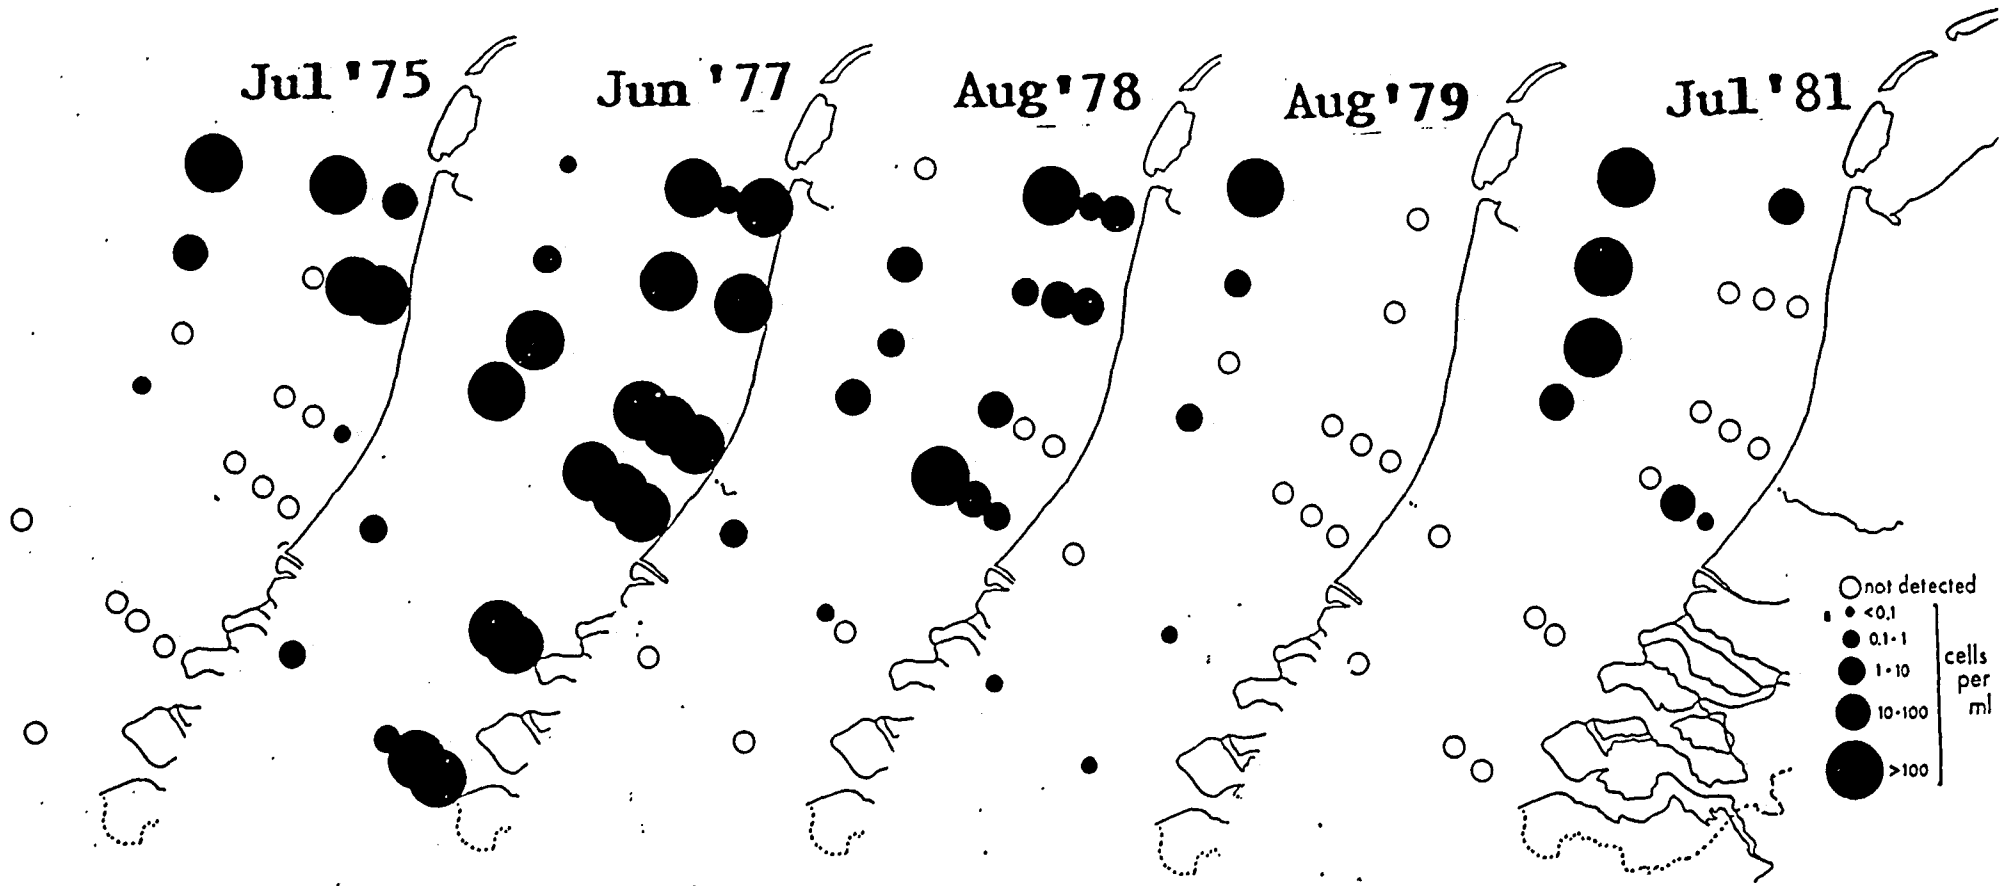 Jul '75
Jun '77
Aug '78
Aug '79
Jul '81
not detected
<0.1
0.1-1
1-10
10-100
>100
cells
per
ml